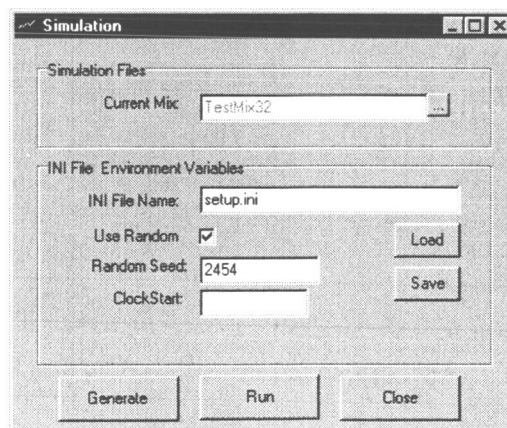 Simulation
Simulation Files
Current Mix: TestMix32 ...
INI File Environment Variables
INI File Name: setup.ini
Use Random
Load
Random Seed: 2454
Save
ClockStart:
Generate Run Close